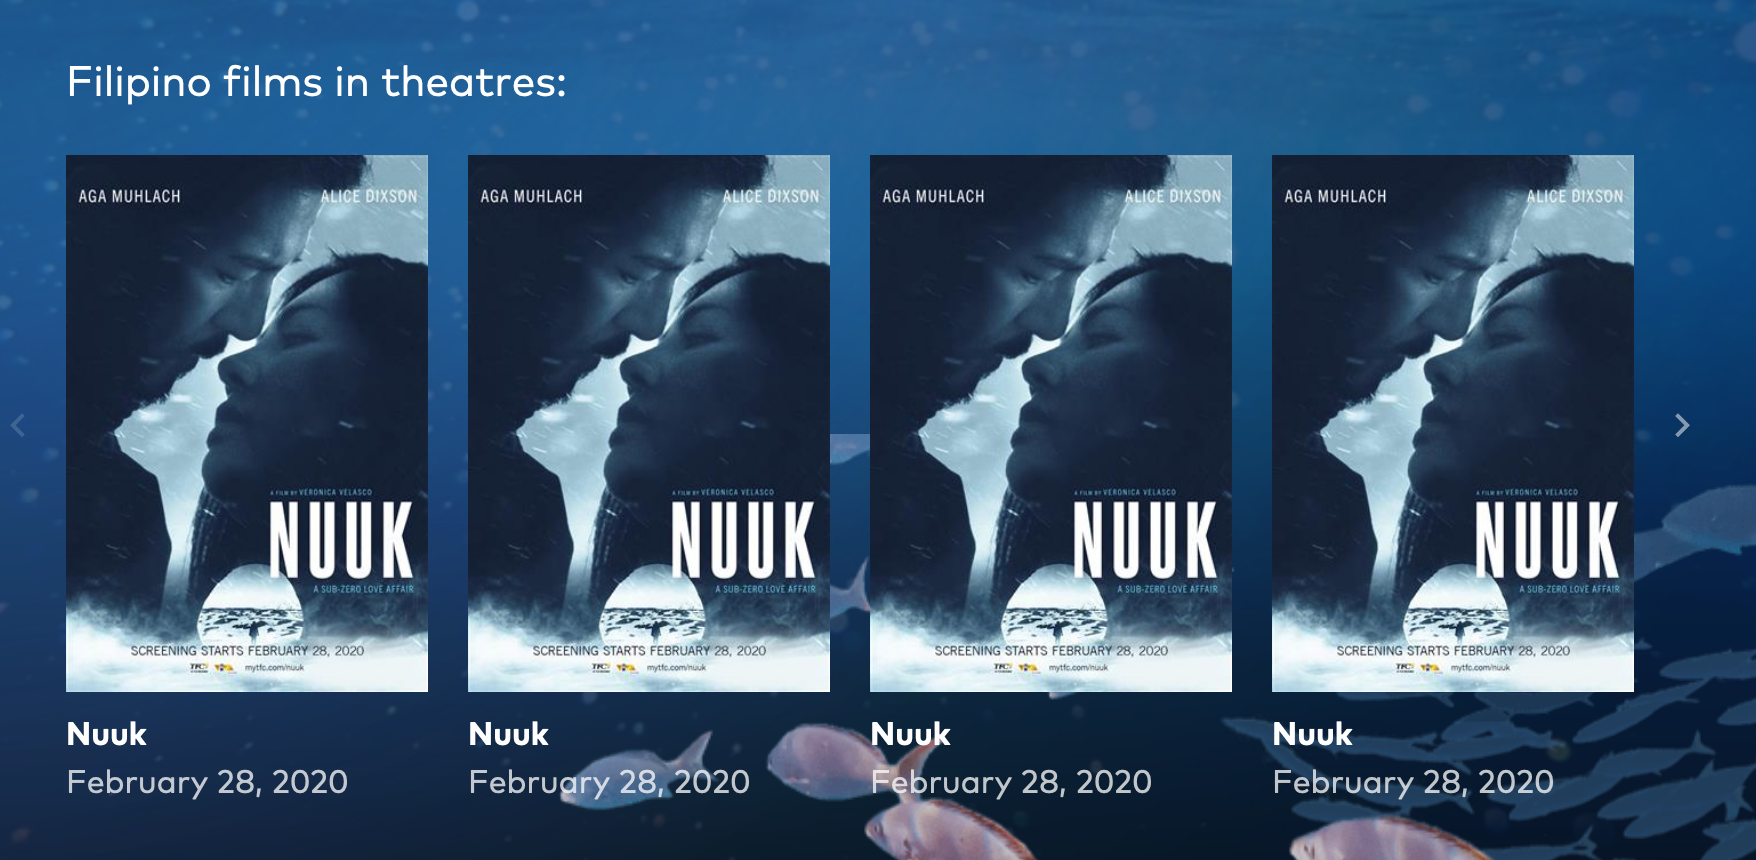 Filipino films in theatres:
AGA MUHLACH ALICE DIXSON
A FILM BY VERONICA VELASCO
NUUK
A SUB-ZERO LOVE AFFAIR
SCREENING STARTS FEBRUARY 28, 2020
TFC mytfc.com/nuuk
Nuuk
February 28, 2020
AGA MUHLACH ALICE DIXSON
A FILM BY VERONICA VELASCO
NUUK
A SUB-ZERO LOVE AFFAIR
SCREENING STARTS FEBRUARY 28, 2020
TFC mytfc.com/nuuk
Nuuk
February 28, 2020
AGA MUHLACH ALICE DIXSON
A FILM BY VERONICA VELASCO
NUUK
A SUB-ZERO LOVE AFFAIR
SCREENING STARTS FEBRUARY 28, 2020
TFC mytfc.com/nuuk
Nuuk
February 28, 2020
AGA MUHLACH ALICE DIXSON
A FILM BY VERONICA VELASCO
NUUK
A SUB-ZERO LOVE AFFAIR
SCREENING STARTS FEBRUARY 28, 2020
TFC mytfc.com/nuuk
Nuuk
February 28, 2020